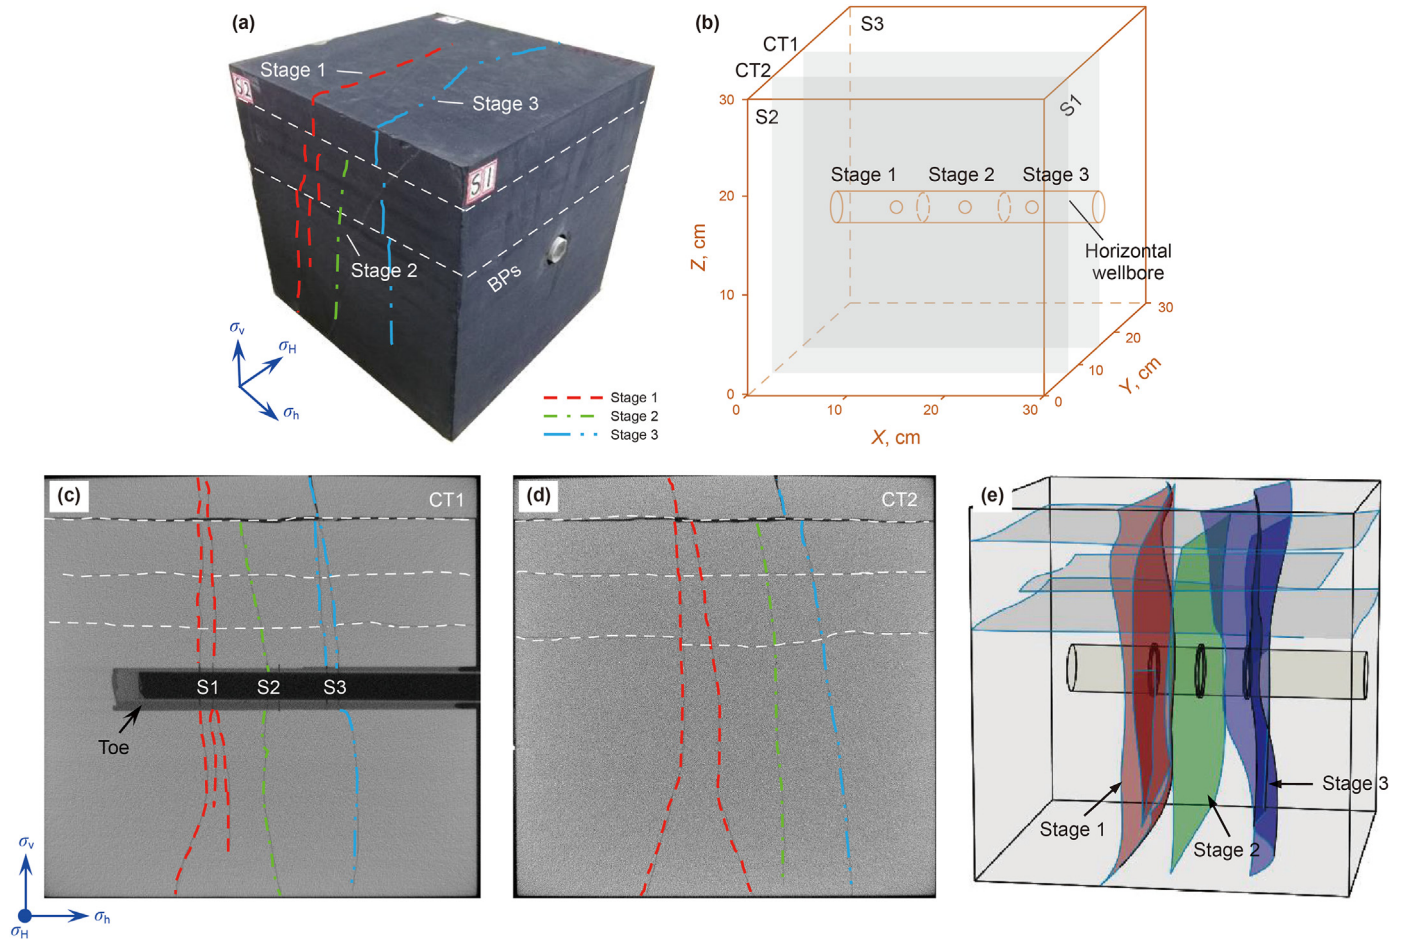 (a)
S2
Stage 1
Stage 3
S1
Stage 2
BPs
σv
σH
σh
Stage 1
Stage 2
Stage 3
(b)
S3
CT1
CT2
30
S2
S1
Stage 1
Stage 2
Stage 3
20
Z, cm
Horizontal
wellbore
10
30
20
10
Y, cm
0
0
10
20
30
0
X, cm
(c)
CT1
S1
S2
S3
Toe
σv
σh
σH
(d)
CT2
(e)
Stage 3
Stage 1
Stage 2